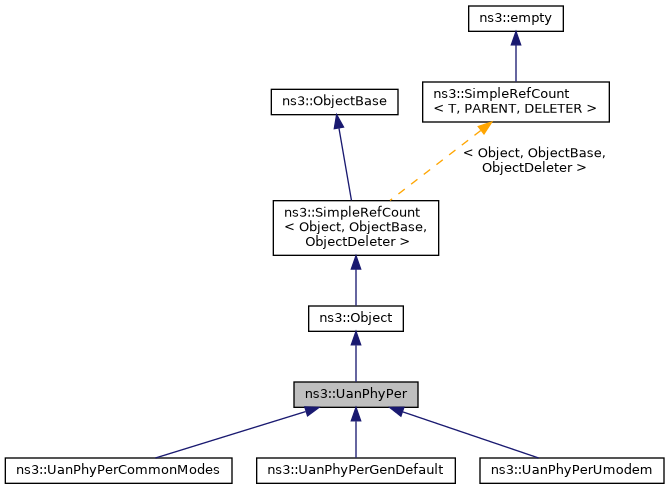 ns3::empty
ns3::SimpleRefCount
< T, PARENT, DELETER >
ns3::ObjectBase
< Object, ObjectBase,
ObjectDeleter >
ns3::SimpleRefCount
< Object, ObjectBase,
ObjectDeleter >
ns3::Object
ns3::UanPhyPer
ns3::UanPhyPerCommonModes
ns3::UanPhyPerGenDefault
ns3::UanPhyPerUmodem